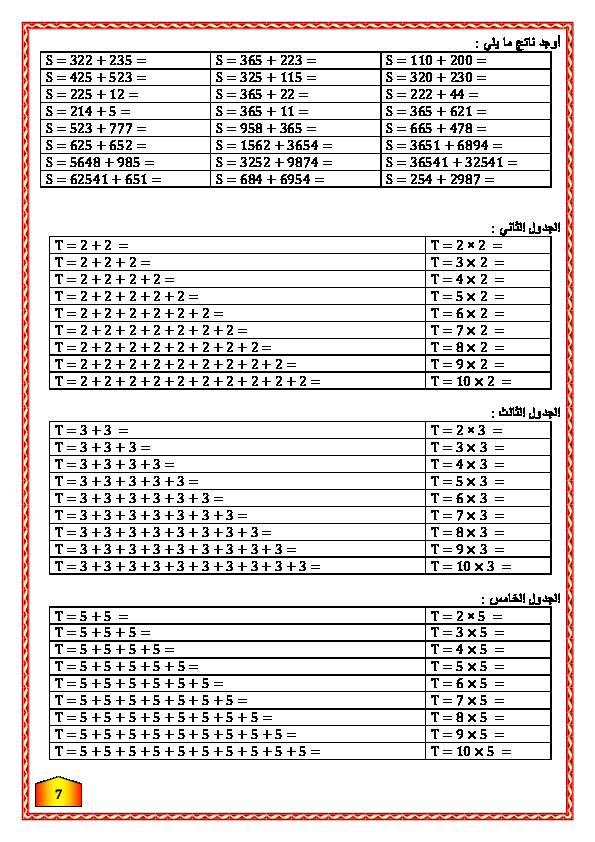 أوجد ناتج ما يلي :
S = 322 + 235 = S = 365 + 223 = S = 110 + 200 =
S = 425 + 523 = S = 325 + 115 = S = 320 + 230 =
S = 225 + 12 = S = 365 + 22 = S = 222 + 44 =
S = 214 + 5 = S = 365 + 11 = S = 365 + 621 =
S = 523 + 777 = S = 958 + 365 = S = 665 + 478 =
S = 625 + 652 = S = 1562 + 3654 = S = 3651 + 6894 =
S = 5648 + 985 = S = 3252 + 9874 = S = 36541 + 32541 =
S = 62541 + 651 = S = 684 + 6954 = S = 254 + 2987 =
الجدول الثاني :
T = 2 + 2 = T = 2 × 2 =
T = 2 + 2 + 2 = T = 3 × 2 =
T = 2 + 2 + 2 + 2 = T = 4 × 2 =
T = 2 + 2 + 2 + 2 + 2 = T = 5 × 2 =
T = 2 + 2 + 2 + 2 + 2 + 2 = T = 6 × 2 =
T = 2 + 2 + 2 + 2 + 2 + 2 + 2 = T = 7 × 2 =
T = 2 + 2 + 2 + 2 + 2 + 2 + 2 + 2 = T = 8 × 2 =
T = 2 + 2 + 2 + 2 + 2 + 2 + 2 + 2 + 2 = T = 9 × 2 =
T = 2 + 2 + 2 + 2 + 2 + 2 + 2 + 2 + 2 + 2 = T = 10 × 2 =
الجدول الثالث :
T = 3 + 3 = T = 2 × 3 =
T = 3 + 3 + 3 = T = 3 × 3 =
T = 3 + 3 + 3 + 3 = T = 4 × 3 =
T = 3 + 3 + 3 + 3 + 3 = T = 5 × 3 =
T = 3 + 3 + 3 + 3 + 3 + 3 = T = 6 × 3 =
T = 3 + 3 + 3 + 3 + 3 + 3 + 3 = T = 7 × 3 =
T = 3 + 3 + 3 + 3 + 3 + 3 + 3 + 3 = T = 8 × 3 =
T = 3 + 3 + 3 + 3 + 3 + 3 + 3 + 3 + 3 = T = 9 × 3 =
T = 3 + 3 + 3 + 3 + 3 + 3 + 3 + 3 + 3 + 3 = T = 10 × 3 =
الجدول الخامس :
T = 5 + 5 = T = 2 × 5 =
T = 5 + 5 + 5 = T = 3 × 5 =
T = 5 + 5 + 5 + 5 = T = 4 × 5 =
T = 5 + 5 + 5 + 5 + 5 = T = 5 × 5 =
T = 5 + 5 + 5 + 5 + 5 + 5 = T = 6 × 5 =
T = 5 + 5 + 5 + 5 + 5 + 5 + 5 = T = 7 × 5 =
T = 5 + 5 + 5 + 5 + 5 + 5 + 5 + 5 = T = 8 × 5 =
T = 5 + 5 + 5 + 5 + 5 + 5 + 5 + 5 + 5 = T = 9 × 5 =
T = 5 + 5 + 5 + 5 + 5 + 5 + 5 + 5 + 5 + 5 = T = 10 × 5 =
7